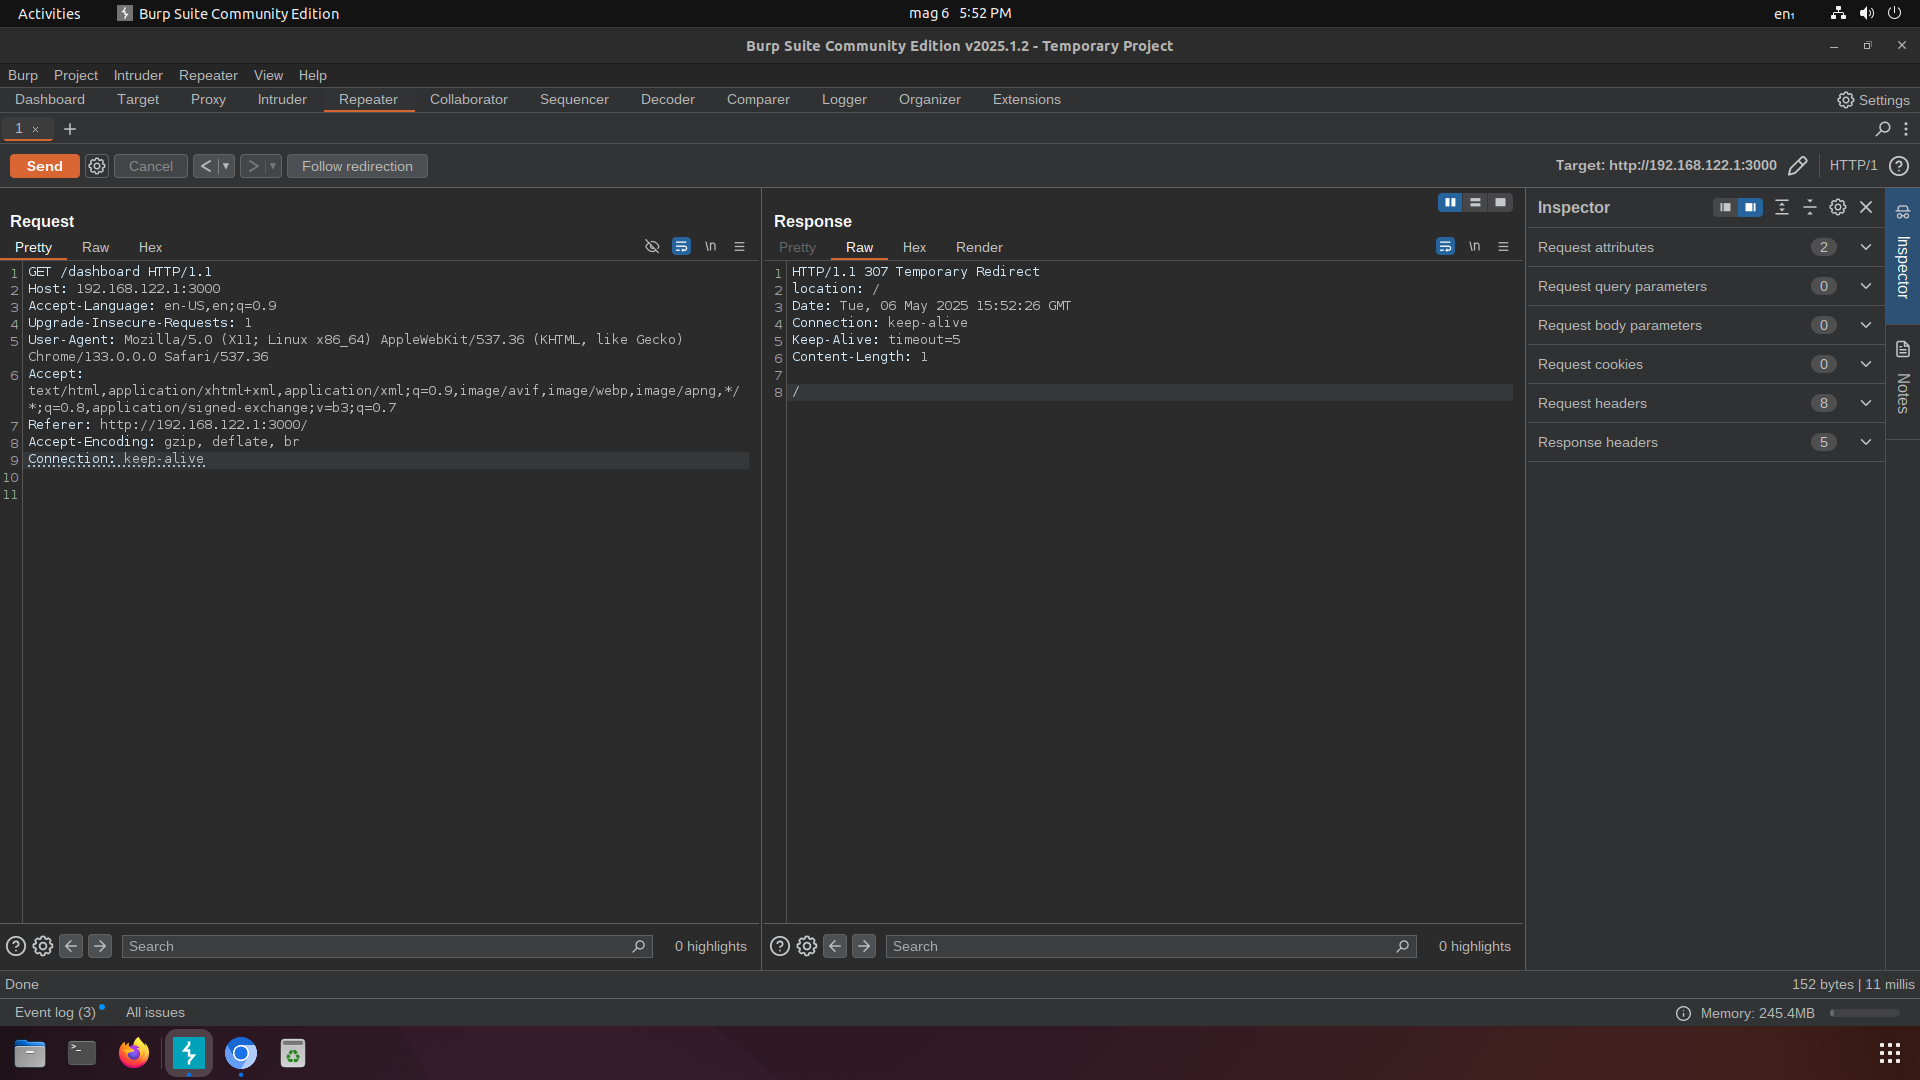 Activities
Burp Suite Community Edition
mag 6 5:52 PM
en₁
Burp Suite Community Edition v2025.1.2 - Temporary Project
Burp Project Intruder Repeater View Help
Dashboard Target Proxy Intruder Repeater Collaborator Sequencer Decoder Comparer Logger Organizer Extensions
Settings
1 × +
Send
Cancel
< ▾
> ▾
Follow redirection
Target: http://192.168.122.1:3000
HTTP/1
Request
Pretty Raw Hex
\n
1 GET /dashboard HTTP/1.1
2 Host: 192.168.122.1:3000
3 Accept-Language: en-US,en;q=0.9
4 Upgrade-Insecure-Requests: 1
5 User-Agent: Mozilla/5.0 (X11; Linux x86_64) AppleWebKit/537.36 (KHTML, like Gecko)
Chrome/133.0.0.0 Safari/537.36
6 Accept:
text/html,application/xhtml+xml,application/xml;q=0.9,image/avif,image/webp,image/apng,*/
*;q=0.8,application/signed-exchange;v=b3;q=0.7
7 Referer: http://192.168.122.1:3000/
8 Accept-Encoding: gzip, deflate, br
9 Connection: keep-alive
10
11
Search
0 highlights
Response
Pretty Raw Hex Render
\n
1 HTTP/1.1 307 Temporary Redirect
2 location: /
3 Date: Tue, 06 May 2025 15:52:26 GMT
4 Connection: keep-alive
5 Keep-Alive: timeout=5
6 Content-Length: 1
7
8 /
Search
0 highlights
Inspector
Request attributes 2
Request query parameters 0
Request body parameters 0
Request cookies 0
Request headers 8
Response headers 5
Inspector
Notes
Done
152 bytes | 11 millis
Event log (3)
All issues
Memory: 245.4MB